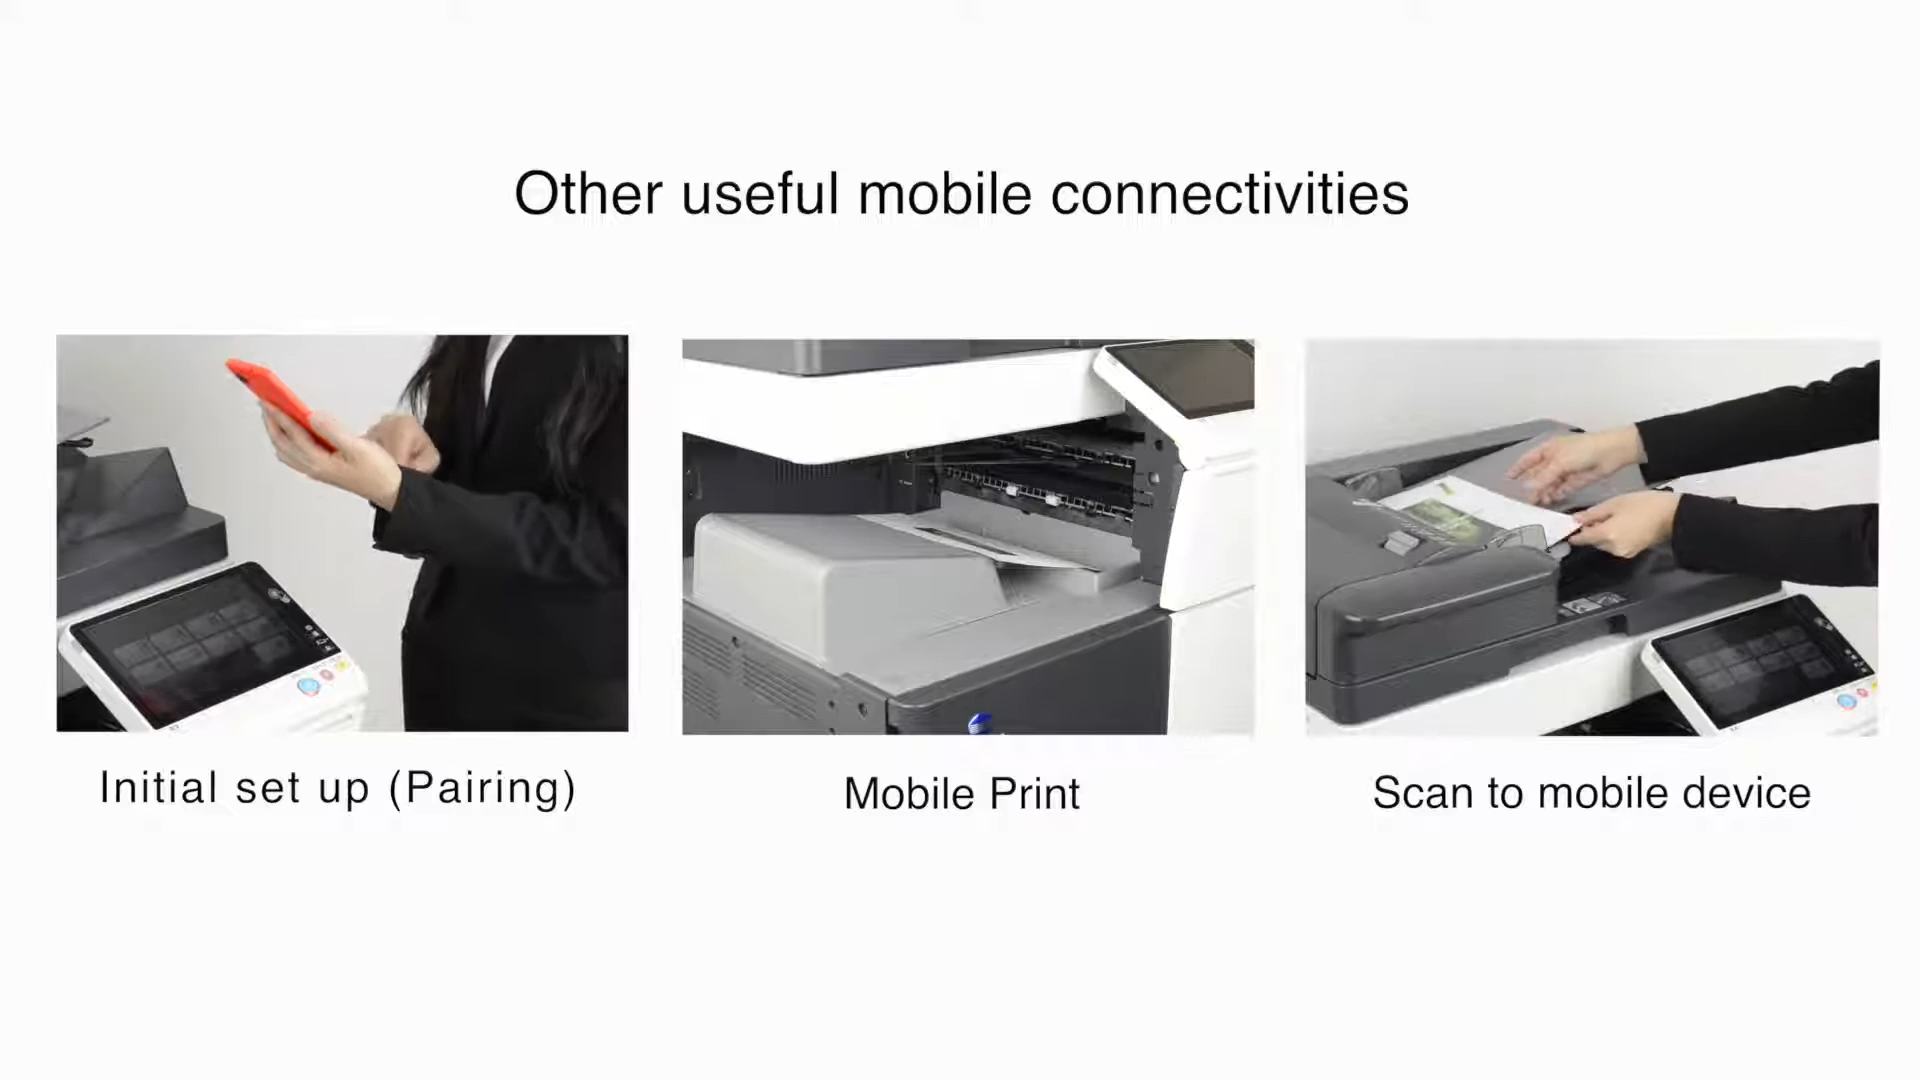 Other useful mobile connectivities
Initial set up (Pairing)
Mobile Print
Scan to mobile device